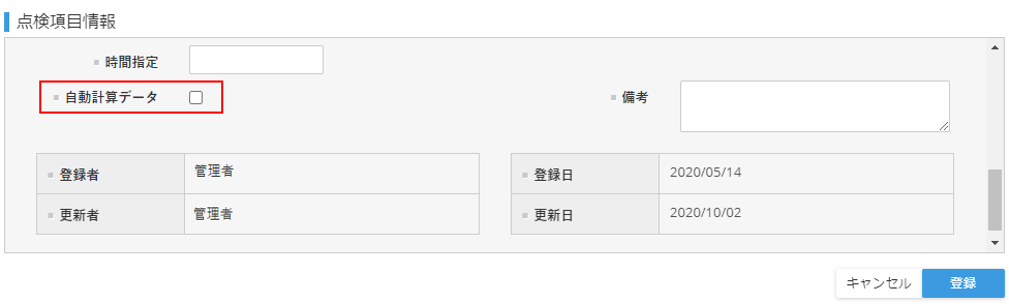 点検項目情報
時間指定
自動計算データ
備考
登録者 管理者 登録日 2020/05/14
更新者 管理者 更新日 2020/10/02
キャンセル 登録